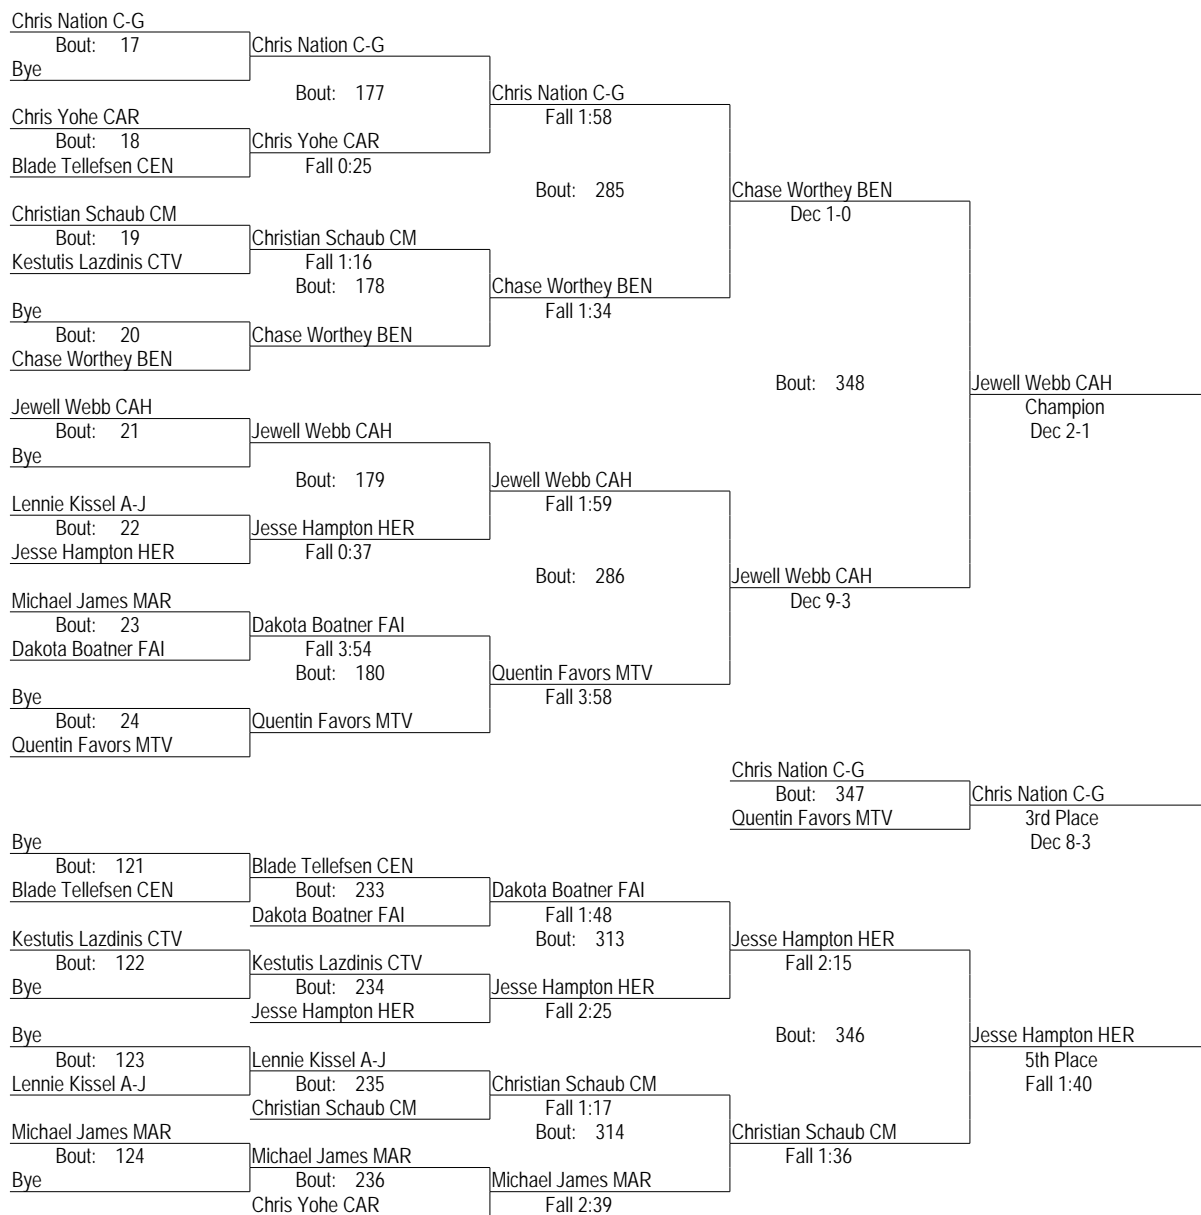 Chris Nation C-G
Bout: 17
Chris Nation C-G
Bye
Bout: 177
Chris Nation C-G
Fall 1:58
Chris Yohe CAR
Bout: 18
Chris Yohe CAR
Blade Tellefsen CEN
Fall 0:25
Bout: 285
Chase Worthey BEN
Dec 1-0
Christian Schaub CM
Bout: 19
Christian Schaub CM
Kestutis Lazdinis CTV
Fall 1:16
Bout: 178
Chase Worthey BEN
Fall 1:34
Bye
Bout: 20
Chase Worthey BEN
Chase Worthey BEN
Bout: 348
Jewell Webb CAH
Champion
Dec 2-1
Jewell Webb CAH
Bout: 21
Jewell Webb CAH
Bye
Bout: 179
Jewell Webb CAH
Fall 1:59
Lennie Kissel A-J
Bout: 22
Jesse Hampton HER
Jesse Hampton HER
Fall 0:37
Bout: 286
Jewell Webb CAH
Dec 9-3
Michael James MAR
Bout: 23
Dakota Boatner FAI
Dakota Boatner FAI
Fall 3:54
Bout: 180
Quentin Favors MTV
Fall 3:58
Bye
Bout: 24
Quentin Favors MTV
Quentin Favors MTV
Chris Nation C-G
Bout: 347
Chris Nation C-G
Quentin Favors MTV
3rd Place
Dec 8-3
Bye
Bout: 121
Blade Tellefsen CEN
Blade Tellefsen CEN
Bout: 233
Dakota Boatner FAI
Dakota Boatner FAI
Fall 1:48
Bout: 313
Jesse Hampton HER
Fall 2:15
Kestutis Lazdinis CTV
Bout: 122
Kestutis Lazdinis CTV
Bye
Bout: 234
Jesse Hampton HER
Jesse Hampton HER
Fall 2:25
Bout: 346
Jesse Hampton HER
5th Place
Fall 1:40
Bye
Bout: 123
Lennie Kissel A-J
Lennie Kissel A-J
Bout: 235
Christian Schaub CM
Christian Schaub CM
Fall 1:17
Bout: 314
Christian Schaub CM
Fall 1:36
Michael James MAR
Bout: 124
Michael James MAR
Bye
Bout: 236
Michael James MAR
Chris Yohe CAR
Fall 2:39